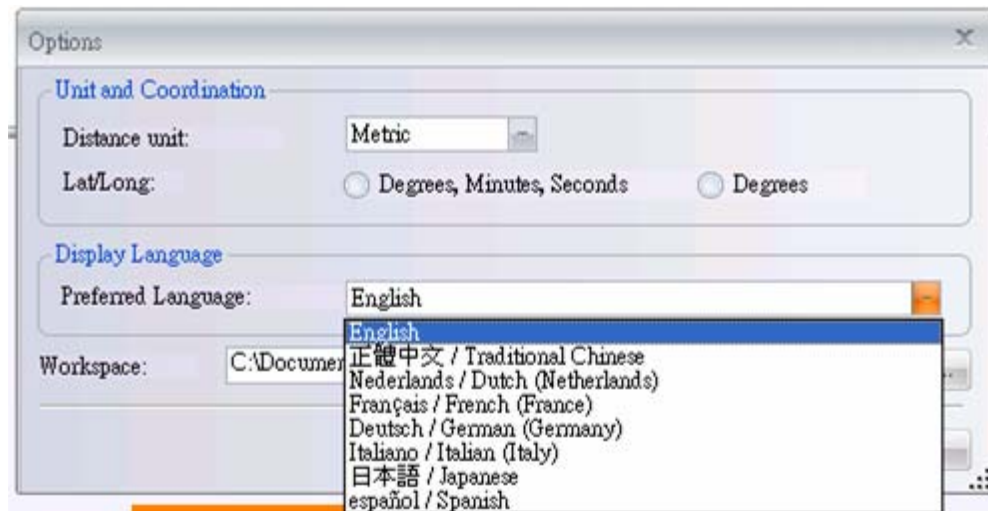 Options
Unit and Coordination
Distance unit: Metric
Lat/Long: Degrees, Minutes, Seconds Degrees
Display Language
Preferred Language: English
English
正體中文 / Traditional Chinese
Workspace: C:\Documen ..
Nederlands / Dutch (Netherlands)
Français / French (France)
Deutsch / German (Germany)
Italiano / Italian (Italy)
日本語 / Japanese
español / Spanish